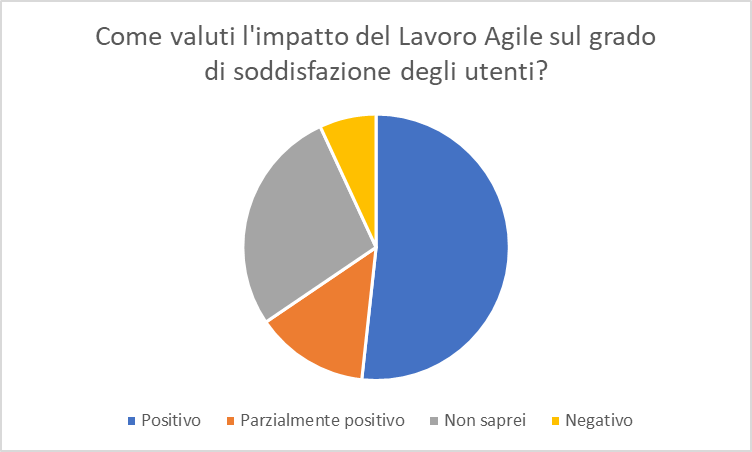 Come valuti l'impatto del Lavoro Agile sul grado
di soddisfazione degli utenti?
Positivo Parzialmente positivo Non saprei Negativo